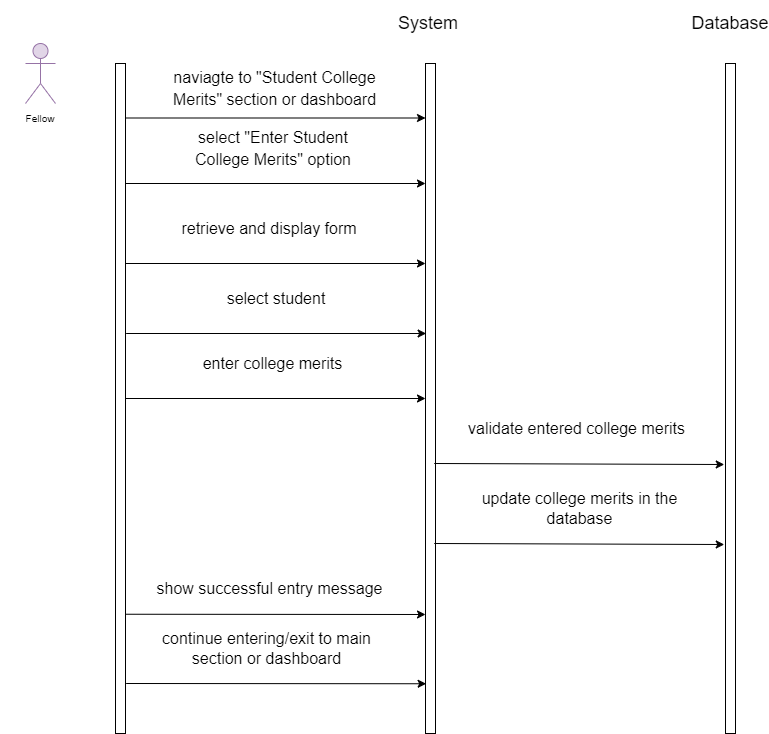 System
Database
Fellow
naviagte to "Student College
Merits" section or dashboard
select "Enter Student
College Merits" option
retrieve and display form
select student
enter college merits
validate entered college merits
update college merits in the
database
show successful entry message
continue entering/exit to main
section or dashboard